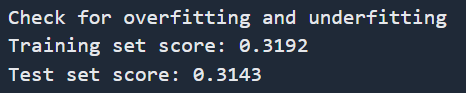 Check for overfitting and underfitting
Training set score: 0.3192
Test set score: 0.3143